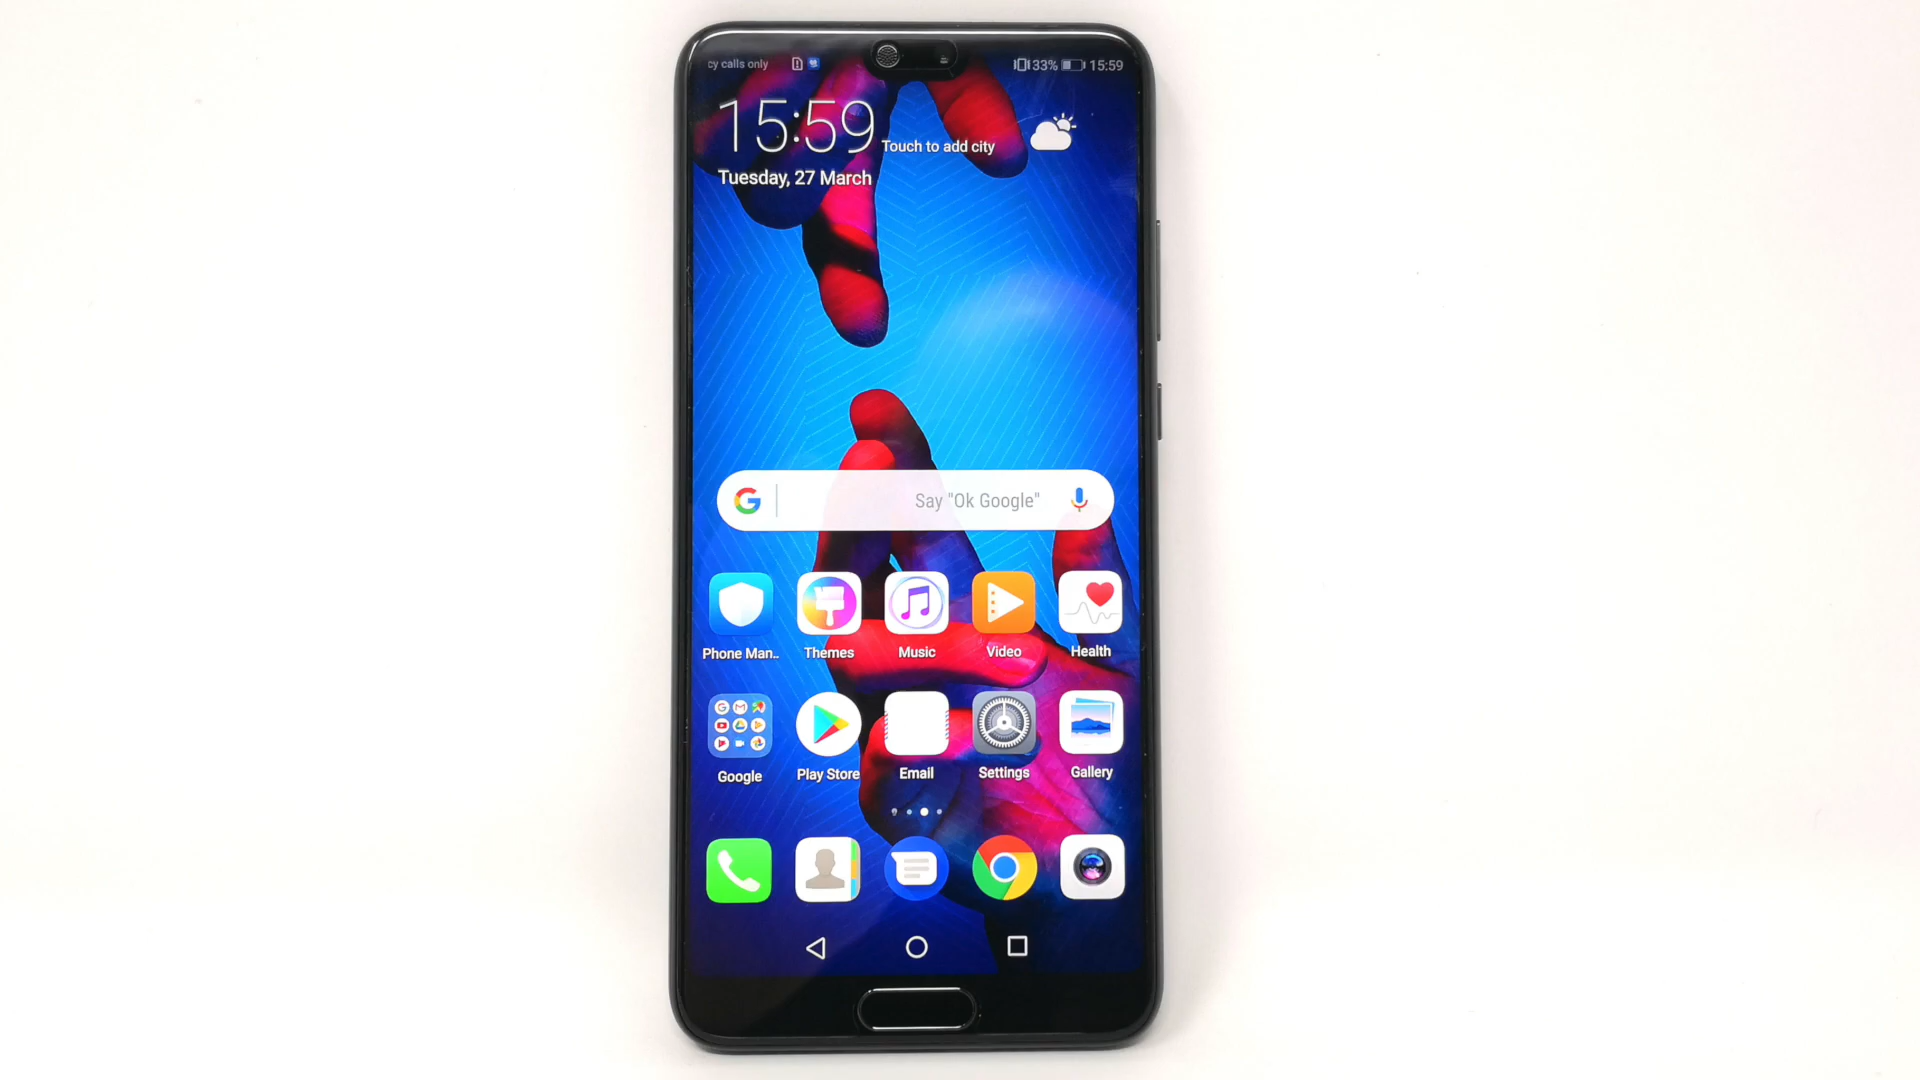 cy calls only 33% 15:59
15:59 Touch to add city
Tuesday, 27 March
G Say "Ok Google"
Phone Man.. Themes Music Video Health
Google Play Store Email Settings Gallery